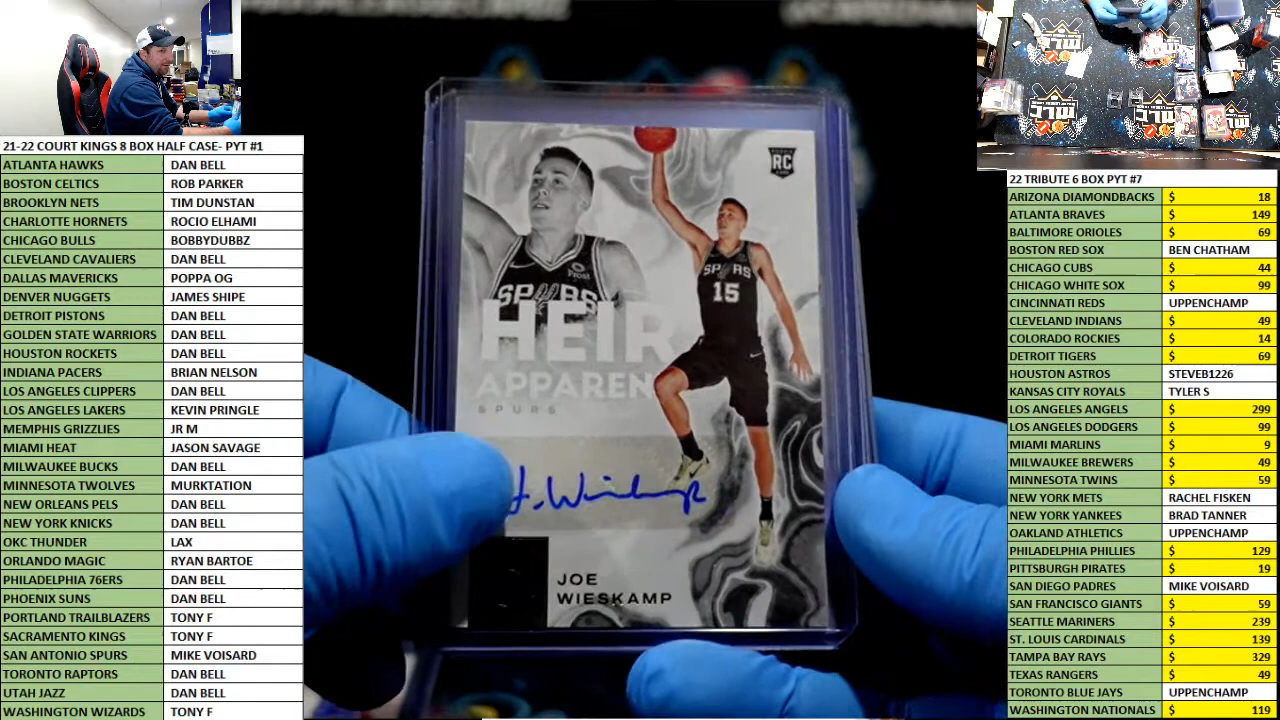 21-22 COURT KINGS 8 BOX HALF CASE- PYT #1
ATLANTA HAWKS DAN BELL
BOSTON CELTICS ROB PARKER
BROOKLYN NETS TIM DUNSTAN
CHARLOTTE HORNETS ROCIO ELHAMI
CHICAGO BULLS BOBBYDUBBZ
CLEVELAND CAVALIERS DAN BELL
DALLAS MAVERICKS POPPA OG
DENVER NUGGETS JAMES SHIPE
DETROIT PISTONS DAN BELL
GOLDEN STATE WARRIORS DAN BELL
HOUSTON ROCKETS DAN BELL
INDIANA PACERS BRIAN NELSON
LOS ANGELES CLIPPERS DAN BELL
LOS ANGELES LAKERS KEVIN PRINGLE
MEMPHIS GRIZZLIES JR M
MIAMI HEAT JASON SAVAGE
MILWAUKEE BUCKS DAN BELL
MINNESOTA TWOLVES MURKTATION
NEW ORLEANS PELS DAN BELL
NEW YORK KNICKS DAN BELL
OKC THUNDER LAX
ORLANDO MAGIC RYAN BARTOE
PHILADELPHIA 76ERS DAN BELL
PHOENIX SUNS DAN BELL
PORTLAND TRAILBLAZERS TONY F
SACRAMENTO KINGS TONY F
SAN ANTONIO SPURS MIKE VOISARD
TORONTO RAPTORS DAN BELL
UTAH JAZZ DAN BELL
WASHINGTON WIZARDS TONY F
RC
SPURS
15
HEIR
APPAREN
SPURS
J. Wieskamp
JOE
WIESKAMP
22 TRIBUTE 6 BOX PYT #7
ARIZONA DIAMONDBACKS $ 18
ATLANTA BRAVES $ 149
BALTIMORE ORIOLES $ 69
BOSTON RED SOX BEN CHATHAM
CHICAGO CUBS $ 44
CHICAGO WHITE SOX $ 99
CINCINNATI REDS UPPENCHAMP
CLEVELAND INDIANS $ 49
COLORADO ROCKIES $ 14
DETROIT TIGERS $ 69
HOUSTON ASTROS STEVEB1226
KANSAS CITY ROYALS TYLER S
LOS ANGELES ANGELS $ 299
LOS ANGELES DODGERS $ 99
MIAMI MARLINS $ 9
MILWAUKEE BREWERS $ 49
MINNESOTA TWINS $ 59
NEW YORK METS RACHEL FISKEN
NEW YORK YANKEES BRAD TANNER
OAKLAND ATHLETICS UPPENCHAMP
PHILADELPHIA PHILLIES $ 129
PITTSBURGH PIRATES $ 19
SAN DIEGO PADRES MIKE VOISARD
SAN FRANCISCO GIANTS $ 59
SEATTLE MARINERS $ 239
ST. LOUIS CARDINALS $ 139
TAMPA BAY RAYS $ 329
TEXAS RANGERS $ 49
TORONTO BLUE JAYS UPPENCHAMP
WASHINGTON NATIONALS $ 119